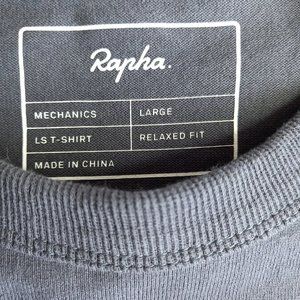 Rapha.
MECHANICS LARGE
LS T-SHIRT RELAXED FIT
MADE IN CHINA